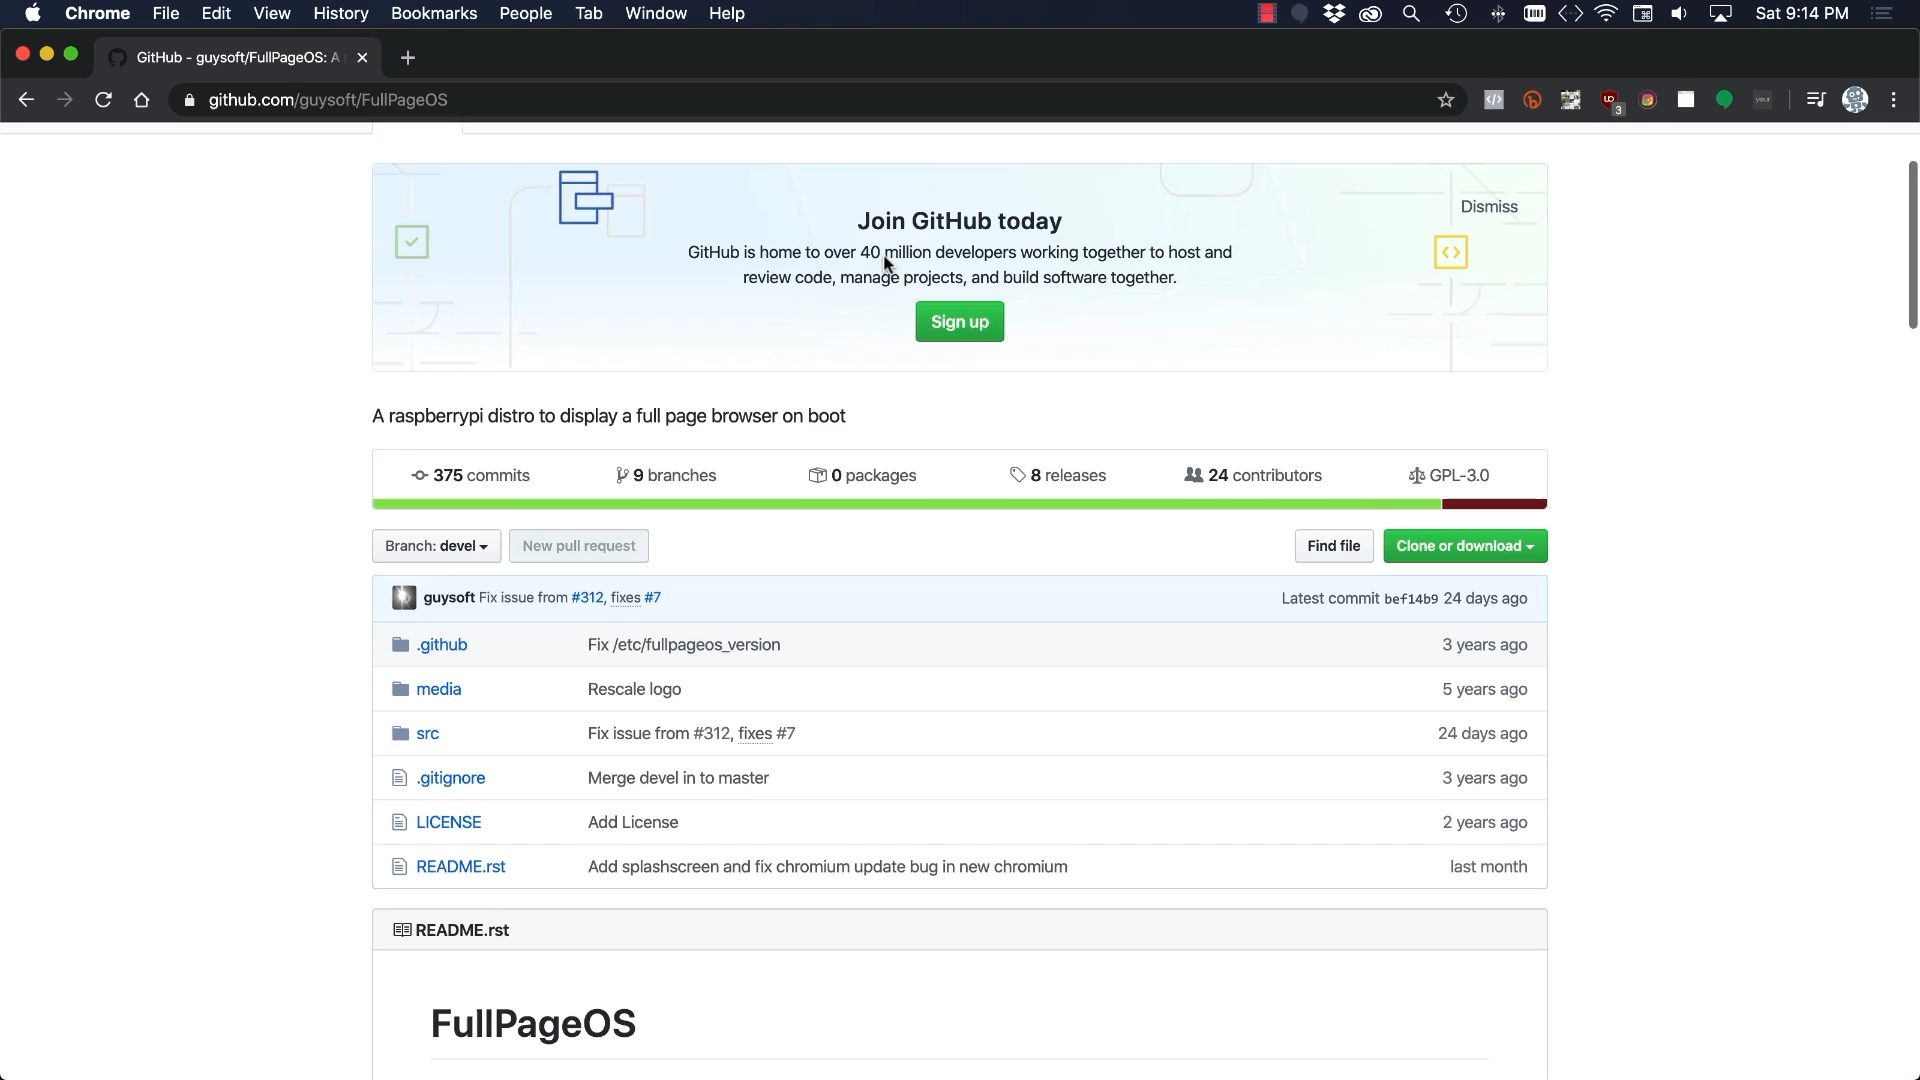 Chrome File Edit View History Bookmarks People Tab Window Help Sat 9:14 PM
GitHub - guysoft/FullPageOS: A
github.com/guysoft/FullPageOS
3
Join GitHub today
Dismiss
GitHub is home to over 40 million developers working together to host and
review code, manage projects, and build software together.
Sign up
A raspberrypi distro to display a full page browser on boot
375 commits 9 branches 0 packages 8 releases 24 contributors GPL-3.0
Branch: devel New pull request Find file Clone or download
guysoft Fix issue from #312, fixes #7 Latest commit bef14b9 24 days ago
.github Fix /etc/fullpageos_version 3 years ago
media Rescale logo 5 years ago
src Fix issue from #312, fixes #7 24 days ago
.gitignore Merge devel in to master 3 years ago
LICENSE Add License 2 years ago
README.rst Add splashscreen and fix chromium update bug in new chromium last month
README.rst
FullPageOS